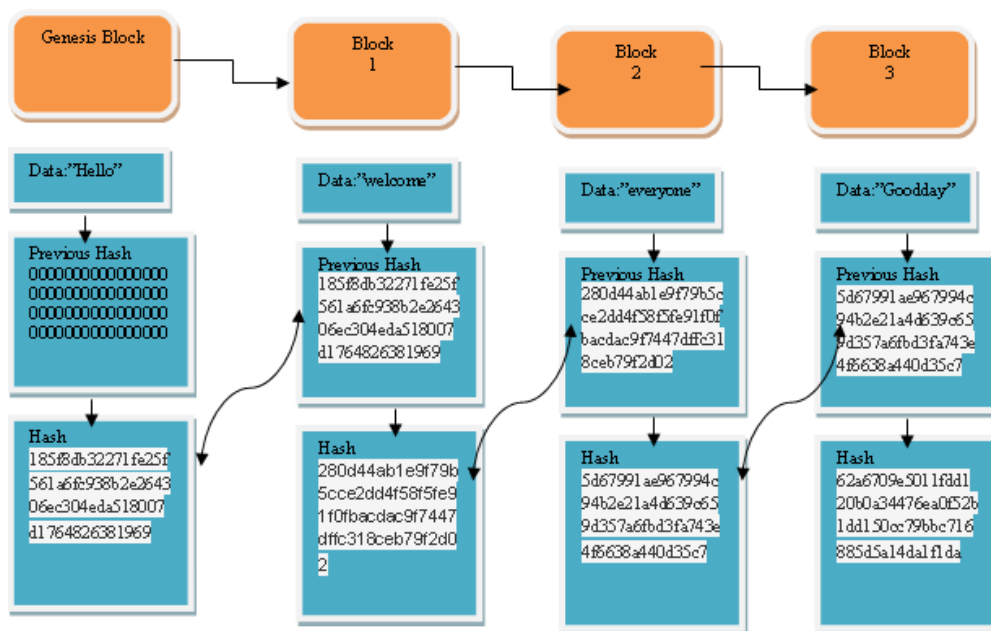 Genesis Block
Block
1
Block
2
Block
3
Data:"Hello"
Data:"welcome"
Data:"everyone"
Data:"Goodday"
Previous Hash
0000000000000000
0000000000000000
0000000000000000
0000000000000000
Previous Hash
185f8db32271fe25f
561a6fc938b2e2643
06ec304eda518007
d1764826381969
Previous Hash
280d44ab1e9f79b5c
ce2dd4f58f5fe91f0f
bacdac9f7447dffc31
8ceb79f2d02
Previous Hash
5d67991ae967994c
94b2e21a4d639c65
9d357a6fbd3fa743e
4f6638a440d35c7
Hash
185f8db32271fe25f
561a6fc938b2e2643
06ec304eda518007
d1764826381969
Hash
280d44ab1e9f79b
5cce2dd4f58f5fe9
1f0fbacdac9f7447
dffc318ceb79f2d0
2
Hash
5d67991ae967994c
94b2e21a4d639c65
9d357a6fbd3fa743e
4f6638a440d35c7
Hash
62a6709e5011fdd1
20b0a34476ea0f52b
1dd150cc79bbc716
885d5a14da1f1da